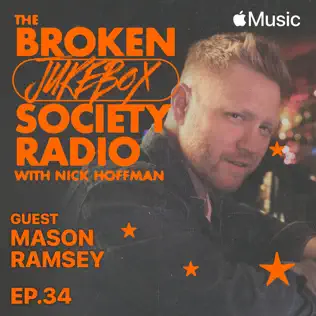 THE
Music
BROKEN
JUKEBOX
SOCIETY
RADIO
WITH NICK HOFFMAN
GUEST
MASON
RAMSEY
EP.34